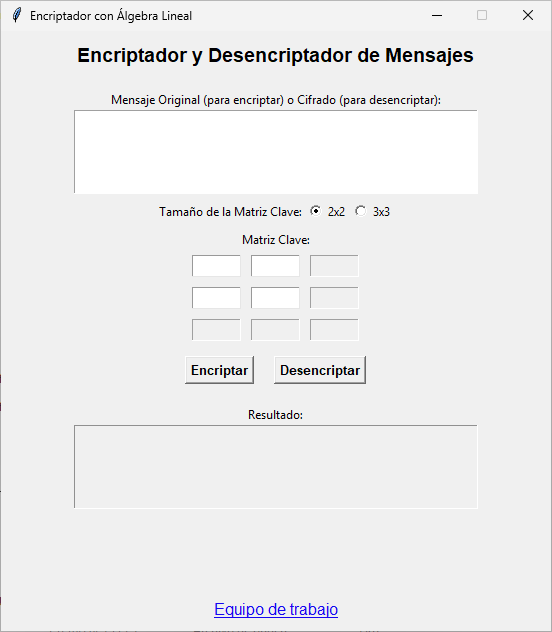 Encriptador con Álgebra Lineal
Encriptador y Desencriptador de Mensajes
Mensaje Original (para encriptar) o Cifrado (para desencriptar):
Tamaño de la Matriz Clave: 2x2 3x3
Matriz Clave:
Encriptar Desencriptar
Resultado:
Equipo de trabajo